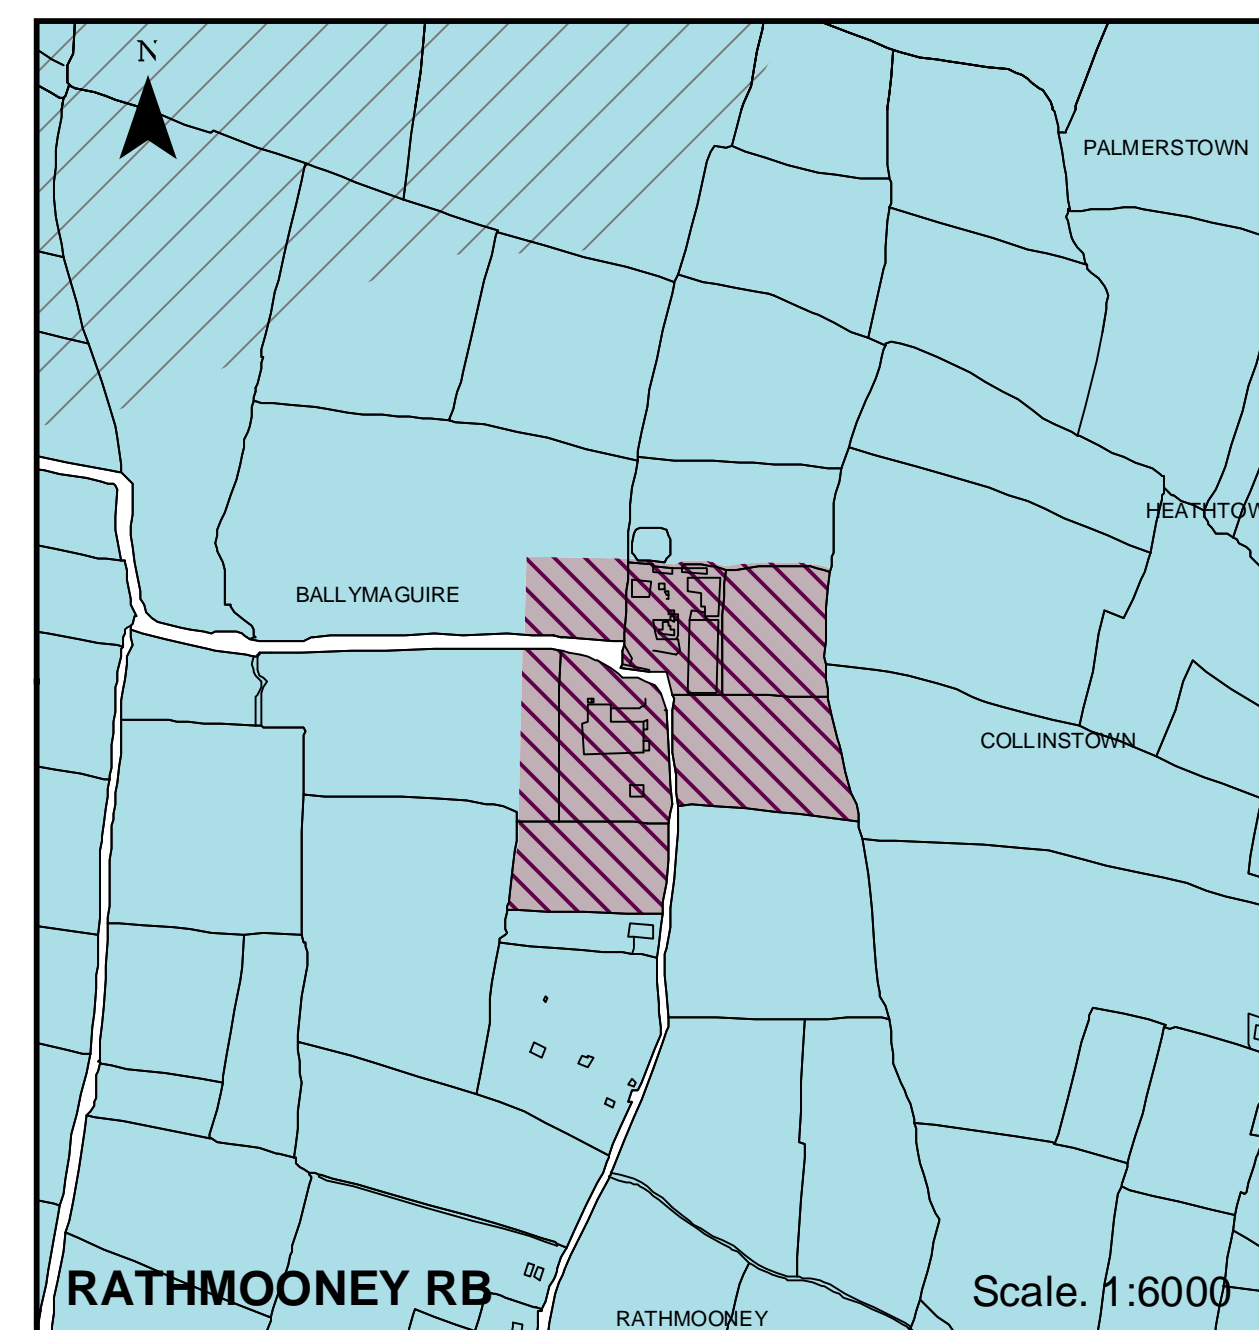 N
PALMERSTOWN
HEATHTOW
BALLYMAGUIRE
COLLINSTOWN
RATHMOONEY RB
Scale. 1:6000
RATHMOONEY